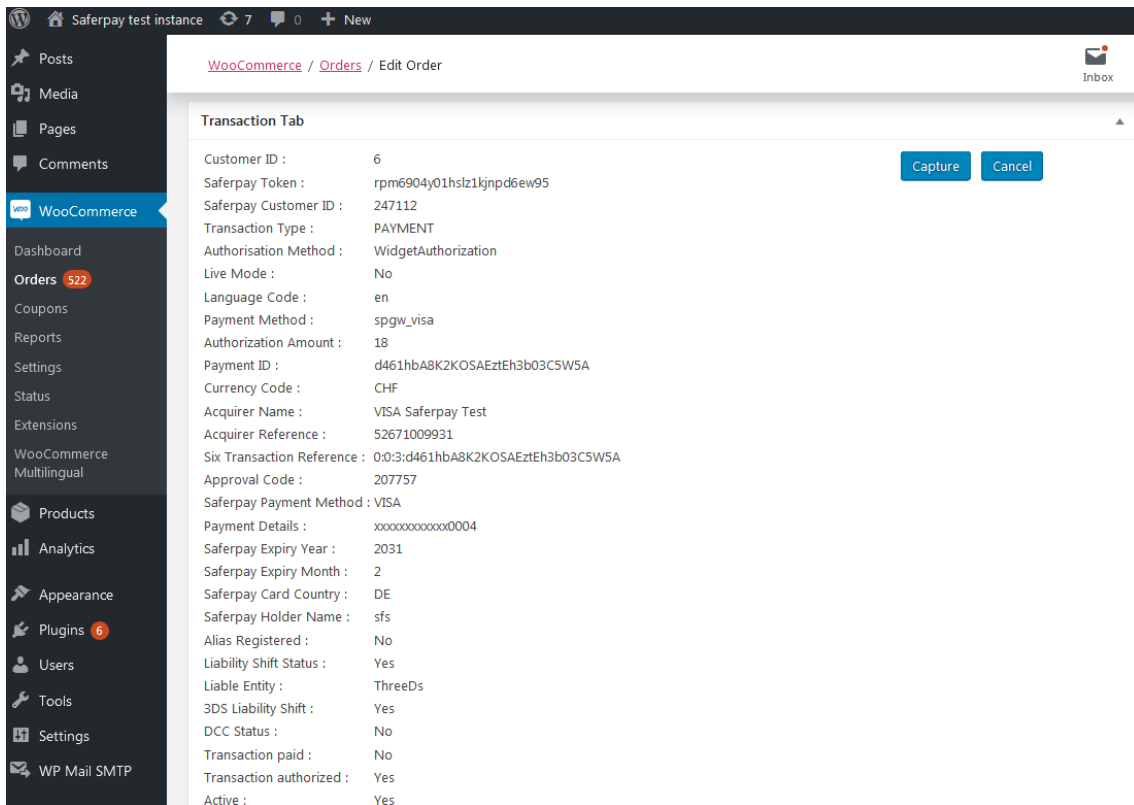 Saferpay test instance 7 0 + New
Posts
Media
Pages
Comments
WOO WooCommerce
Dashboard
Orders 522
Coupons
Reports
Settings
Status
Extensions
WooCommerce
Multilingual
Products
Analytics
Appearance
Plugins 6
Users
Tools
Settings
WP Mail SMTP
WooCommerce / Orders / Edit Order
Inbox
Transaction Tab
Capture Cancel
Customer ID : 6
Saferpay Token : rpm6904y01hslz1kjnpd6ew95
Saferpay Customer ID : 247112
Transaction Type : PAYMENT
Authorisation Method : WidgetAuthorization
Live Mode : No
Language Code : en
Payment Method : spgw_visa
Authorization Amount : 18
Payment ID : d461hbA8K2KOSAEztEh3b03C5W5A
Currency Code : CHF
Acquirer Name : VISA Saferpay Test
Acquirer Reference : 52671009931
Six Transaction Reference : 0:0:3:d461hbA8K2KOSAEztEh3b03C5W5A
Approval Code : 207757
Saferpay Payment Method : VISA
Payment Details : xxxxxxxxxxxx0004
Saferpay Expiry Year : 2031
Saferpay Expiry Month : 2
Saferpay Card Country : DE
Saferpay Holder Name : sfs
Alias Registered : No
Liability Shift Status : Yes
Liable Entity : ThreeDs
3DS Liability Shift : Yes
DCC Status : No
Transaction paid : No
Transaction authorized : Yes
Active : Yes